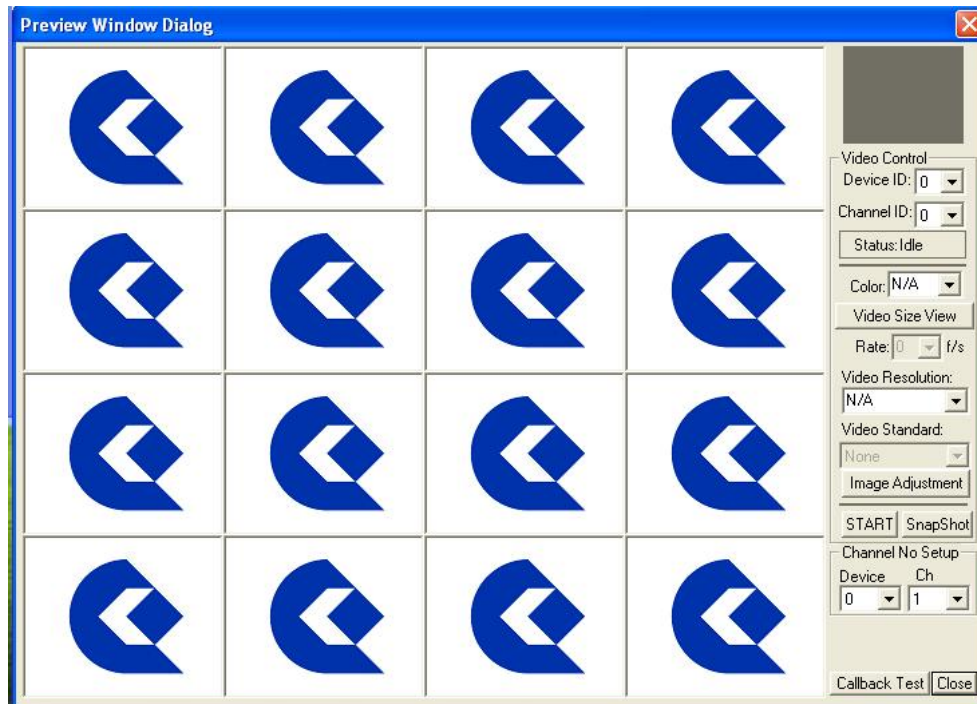 Preview Window Dialog
Video Control
Device ID: 0
Channel ID: 0
Status: Idle
Color: N/A
Video Size View
Rate: 0 f/s
Video Resolution:
N/A
Video Standard:
None
Image Adjustment
START SnapShot
Channel No Setup
Device Ch
0 1
Callback Test Close